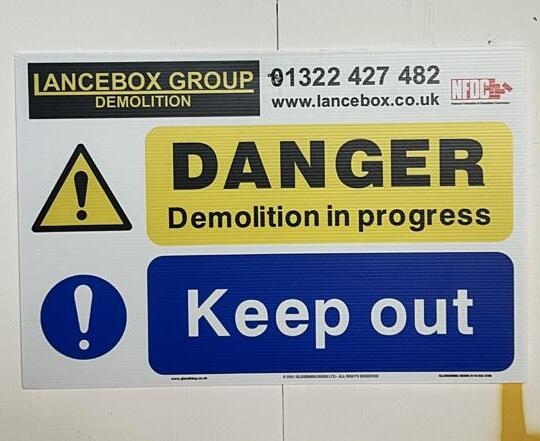 LANCEBOX GROUP
DEMOLITION
01322 427 482
www.lancebox.co.uk
NFDC
DANGER
Demolition in progress
Keep out